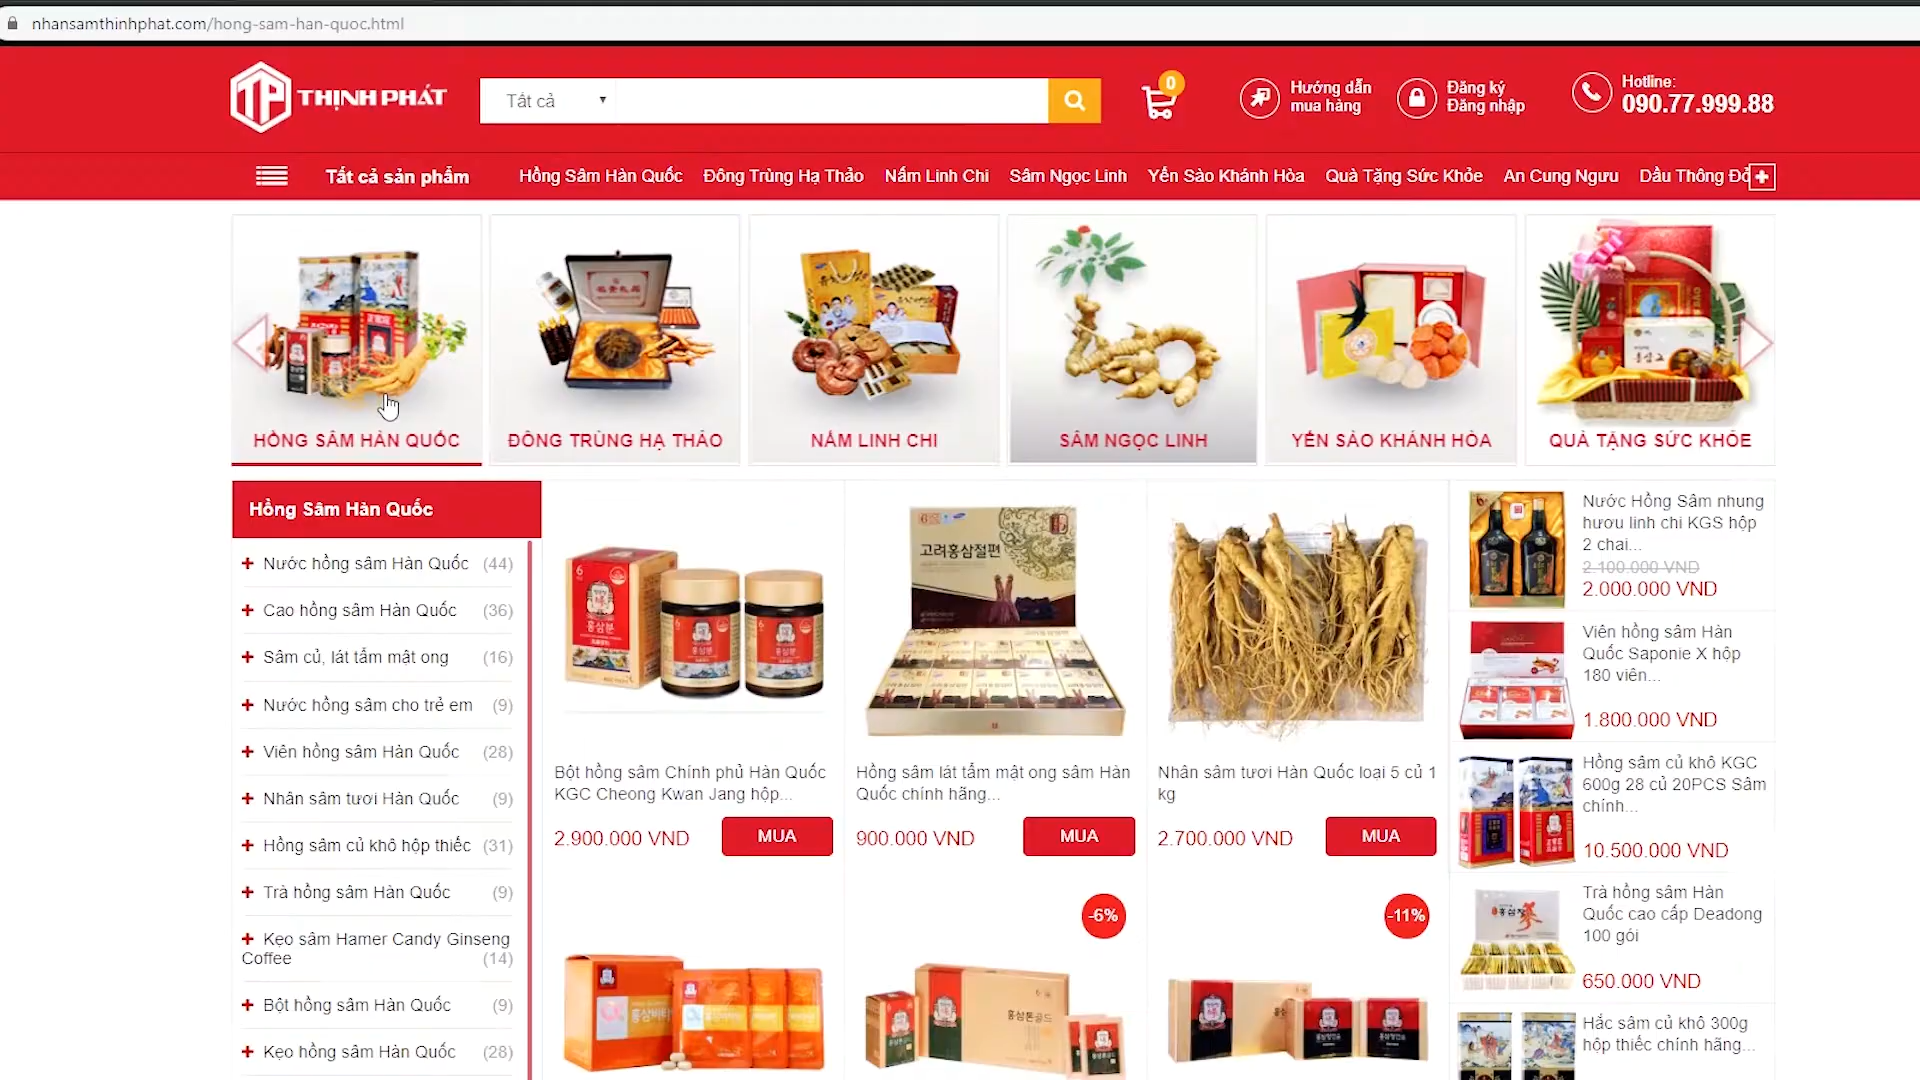 nhansamthinhphat.com/hong-sam-han-quoc.html
TP THỊNH PHÁT
Tất cả
0
Hướng dẫn
mua hàng
Đăng ký
Đăng nhập
Hotline:
090.77.999.88
Tất cả sản phẩm
Hồng Sâm Hàn Quốc
Đông Trùng Hạ Thảo
Nấm Linh Chi
Sâm Ngọc Linh
Yến Sào Khánh Hòa
Quà Tặng Sức Khỏe
An Cung Ngưu
Dầu Thông Đỏ
HỒNG SÂM HÀN QUỐC
ĐÔNG TRÙNG HẠ THẢO
NẤM LINH CHI
SÂM NGỌC LINH
YẾN SÀO KHÁNH HÒA
QUÀ TẶNG SỨC KHỎE
Hồng Sâm Hàn Quốc
Nước hồng sâm Hàn Quốc (44)
Cao hồng sâm Hàn Quốc (36)
Sâm củ, lát tẩm mật ong (16)
Nước hồng sâm cho trẻ em (9)
Viên hồng sâm Hàn Quốc (28)
Nhân sâm tươi Hàn Quốc (9)
Hồng sâm củ khô hộp thiếc (31)
Trà hồng sâm Hàn Quốc (9)
Kẹo sâm Hamer Candy Ginseng
Coffee (14)
Bột hồng sâm Hàn Quốc (9)
Kẹo hồng sâm Hàn Quốc (28)
홍삼분
고려홍삼절편
Bột hồng sâm Chính phủ Hàn Quốc
KGC Cheong Kwan Jang hộp...
2.900.000 VND
MUA
Hồng sâm lát tẩm mật ong sâm Hàn
Quốc chính hãng...
900.000 VND
MUA
Nhân sâm tươi Hàn Quốc loại 5 củ 1
kg
2.700.000 VND
MUA
-6%
-11%
홍삼톤골드
Nước Hồng Sâm nhung
hươu linh chi KGS hộp
2 chai...
2.100.000 VND
2.000.000 VND
Viên hồng sâm Hàn
Quốc Saponie X hộp
180 viên...
1.800.000 VND
Hồng sâm củ khô KGC
600g 28 củ 20PCS Sâm
chính...
10.500.000 VND
Trà hồng sâm Hàn
Quốc cao cấp Deadong
100 gói
650.000 VND
Hắc sâm củ khô 300g
hộp thiếc chính hãng...